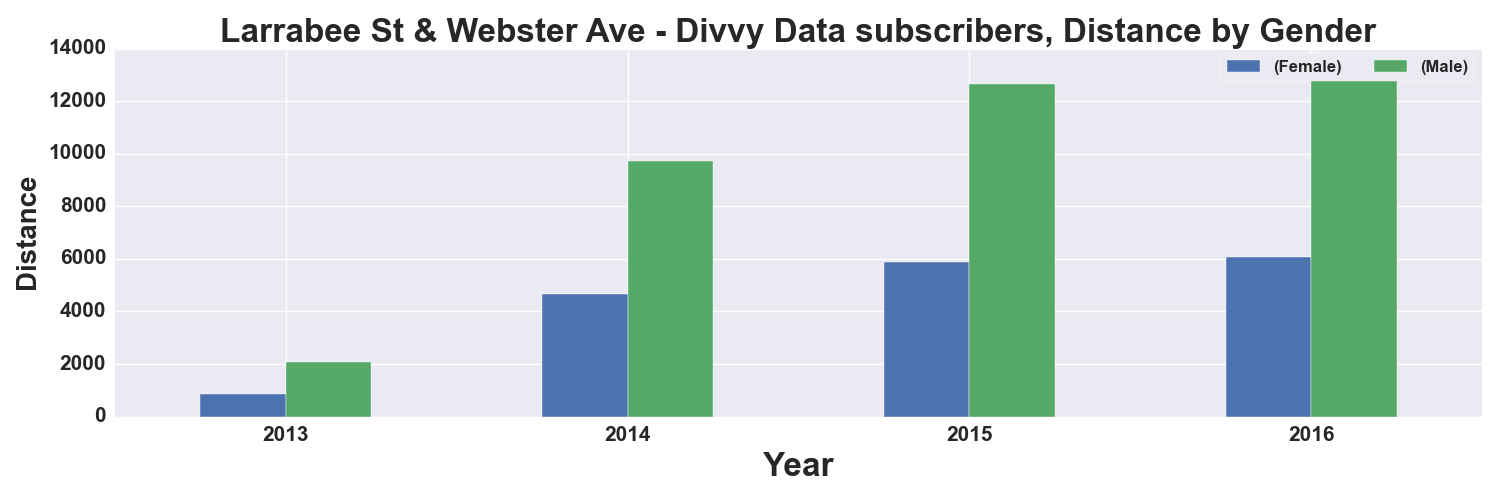 Larrabee St & Webster Ave - Divvy Data subscribers, Distance by Gender
(Female) (Male)
Distance
14000
12000
10000
8000
6000
4000
2000
0
2013 2014 2015 2016
Year